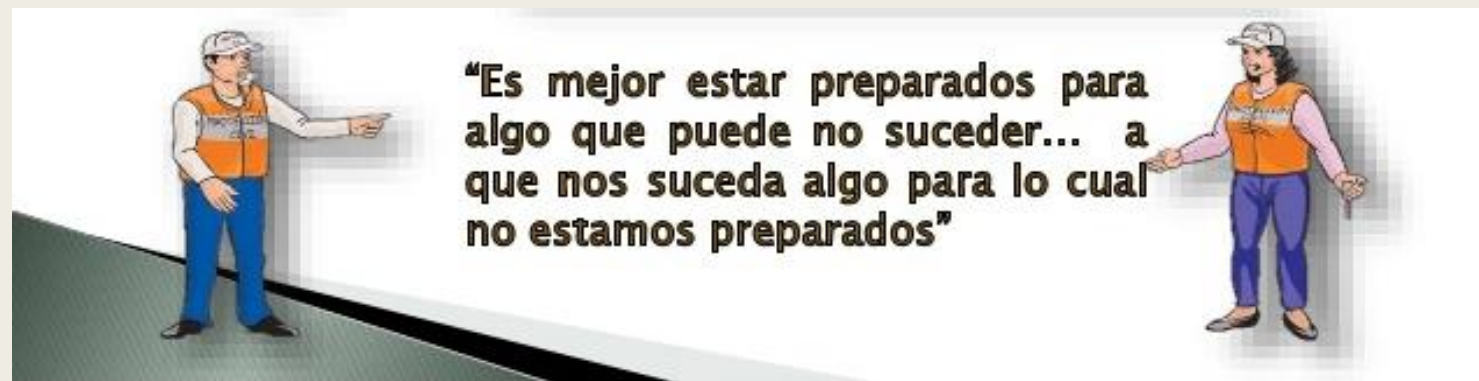 “Es mejor estar preparados para
algo que puede no suceder... a
que nos suceda algo para lo cual
no estamos preparados”